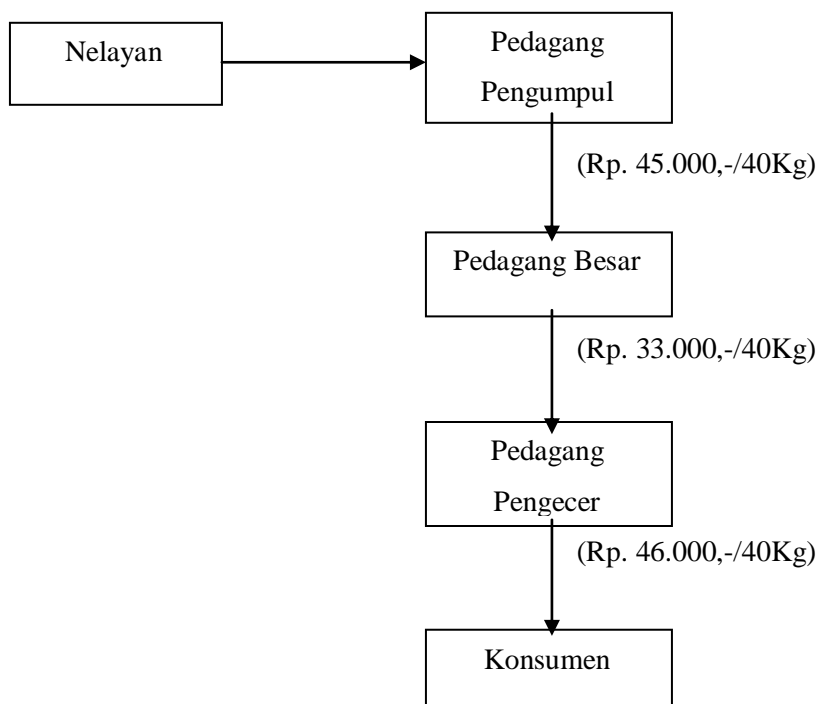 Nelayan
Pedagang
Pengumpul
(Rp. 45.000,-/40Kg)
Pedagang Besar
(Rp. 33.000,-/40Kg)
Pedagang
Pengecer
(Rp. 46.000,-/40Kg)
Konsumen